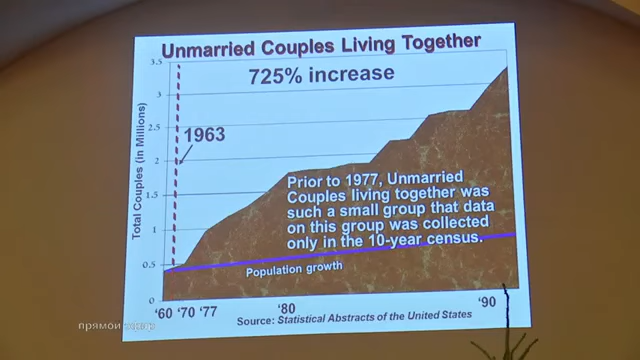 Unmarried Couples Living Together
725% increase
Total Couples (in Millions)
3.5
3
2.5
2
1.5
1
0.5
0
1963
Prior to 1977, Unmarried
Couples living together was
such a small group that data
on this group was collected
only in the 10-year census.
Population growth
‘60 ‘70 ‘77 ‘80 ‘90
Source: Statistical Abstracts of the United States
прямой